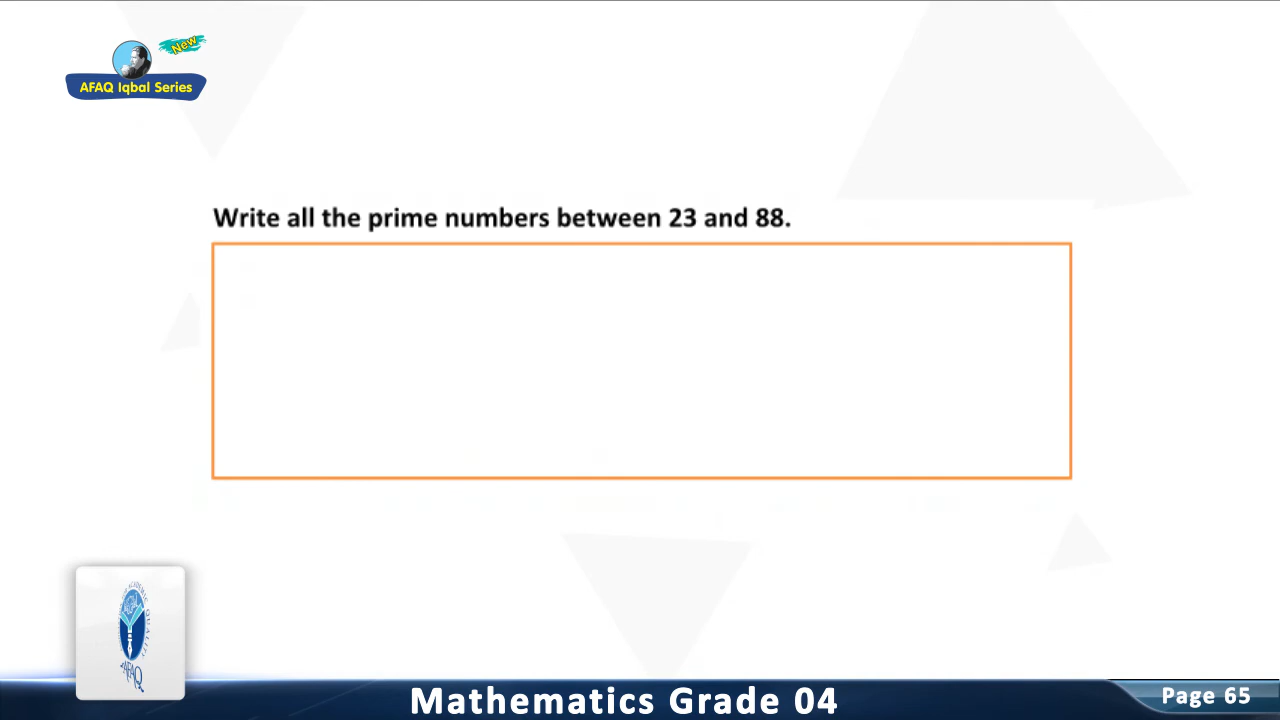 New
AFAQ Iqbal Series
Write all the prime numbers between 23 and 88.
AFAQ
Mathematics Grade 04
Page 65